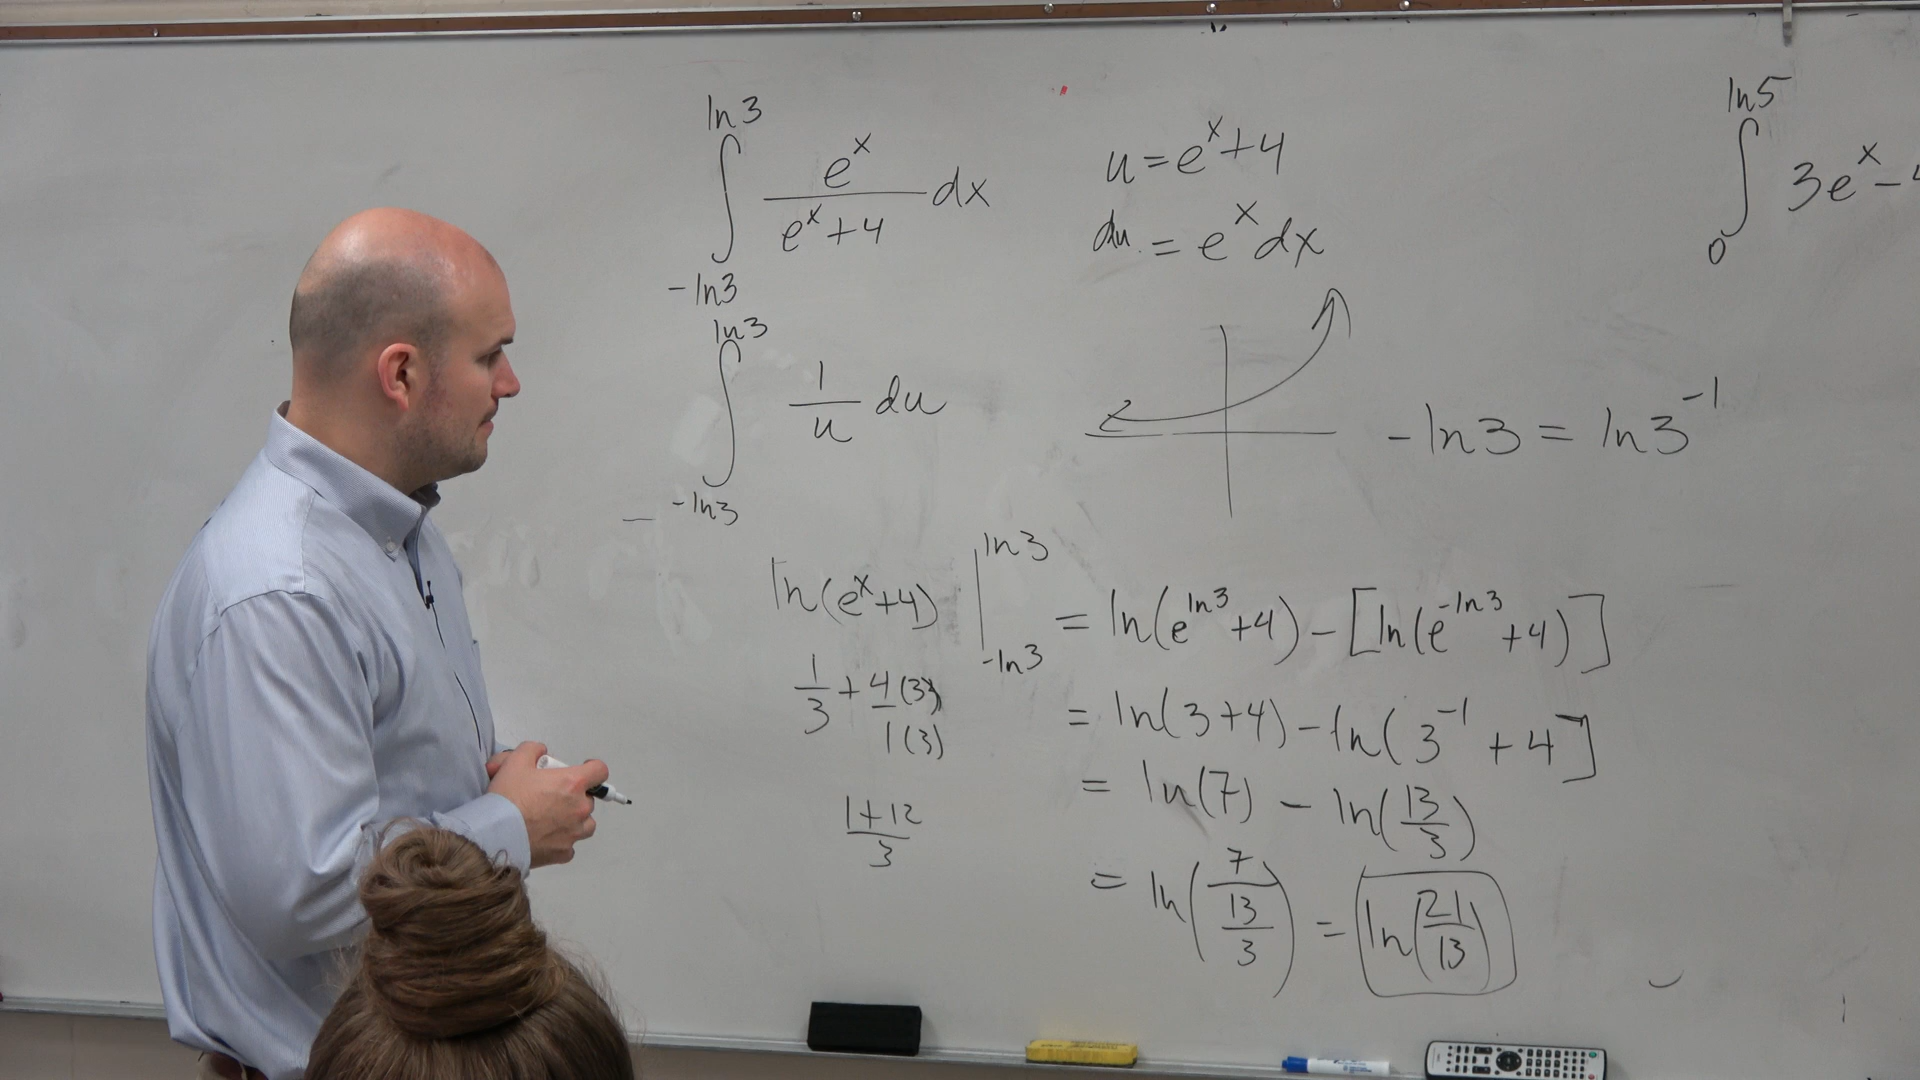 ln3
∫ e^x / (e^x+4) dx
-ln3
u = e^x+4
du = e^x dx
ln5
∫ 3e^x - 4
0
ln3
∫ 1/u du
-ln3
-ln3 = ln3^-1
ln(e^x+4) | ln3 -ln3 = ln(e^ln3 +4) - [ln(e^-ln3 +4)]
1/3 + 4(3)/1(3)
= ln(3+4) - ln(3^-1 +4]
= ln(7) - ln(13/3)
1+12/3
= ln(7/(13/3)) = ln(21/13)